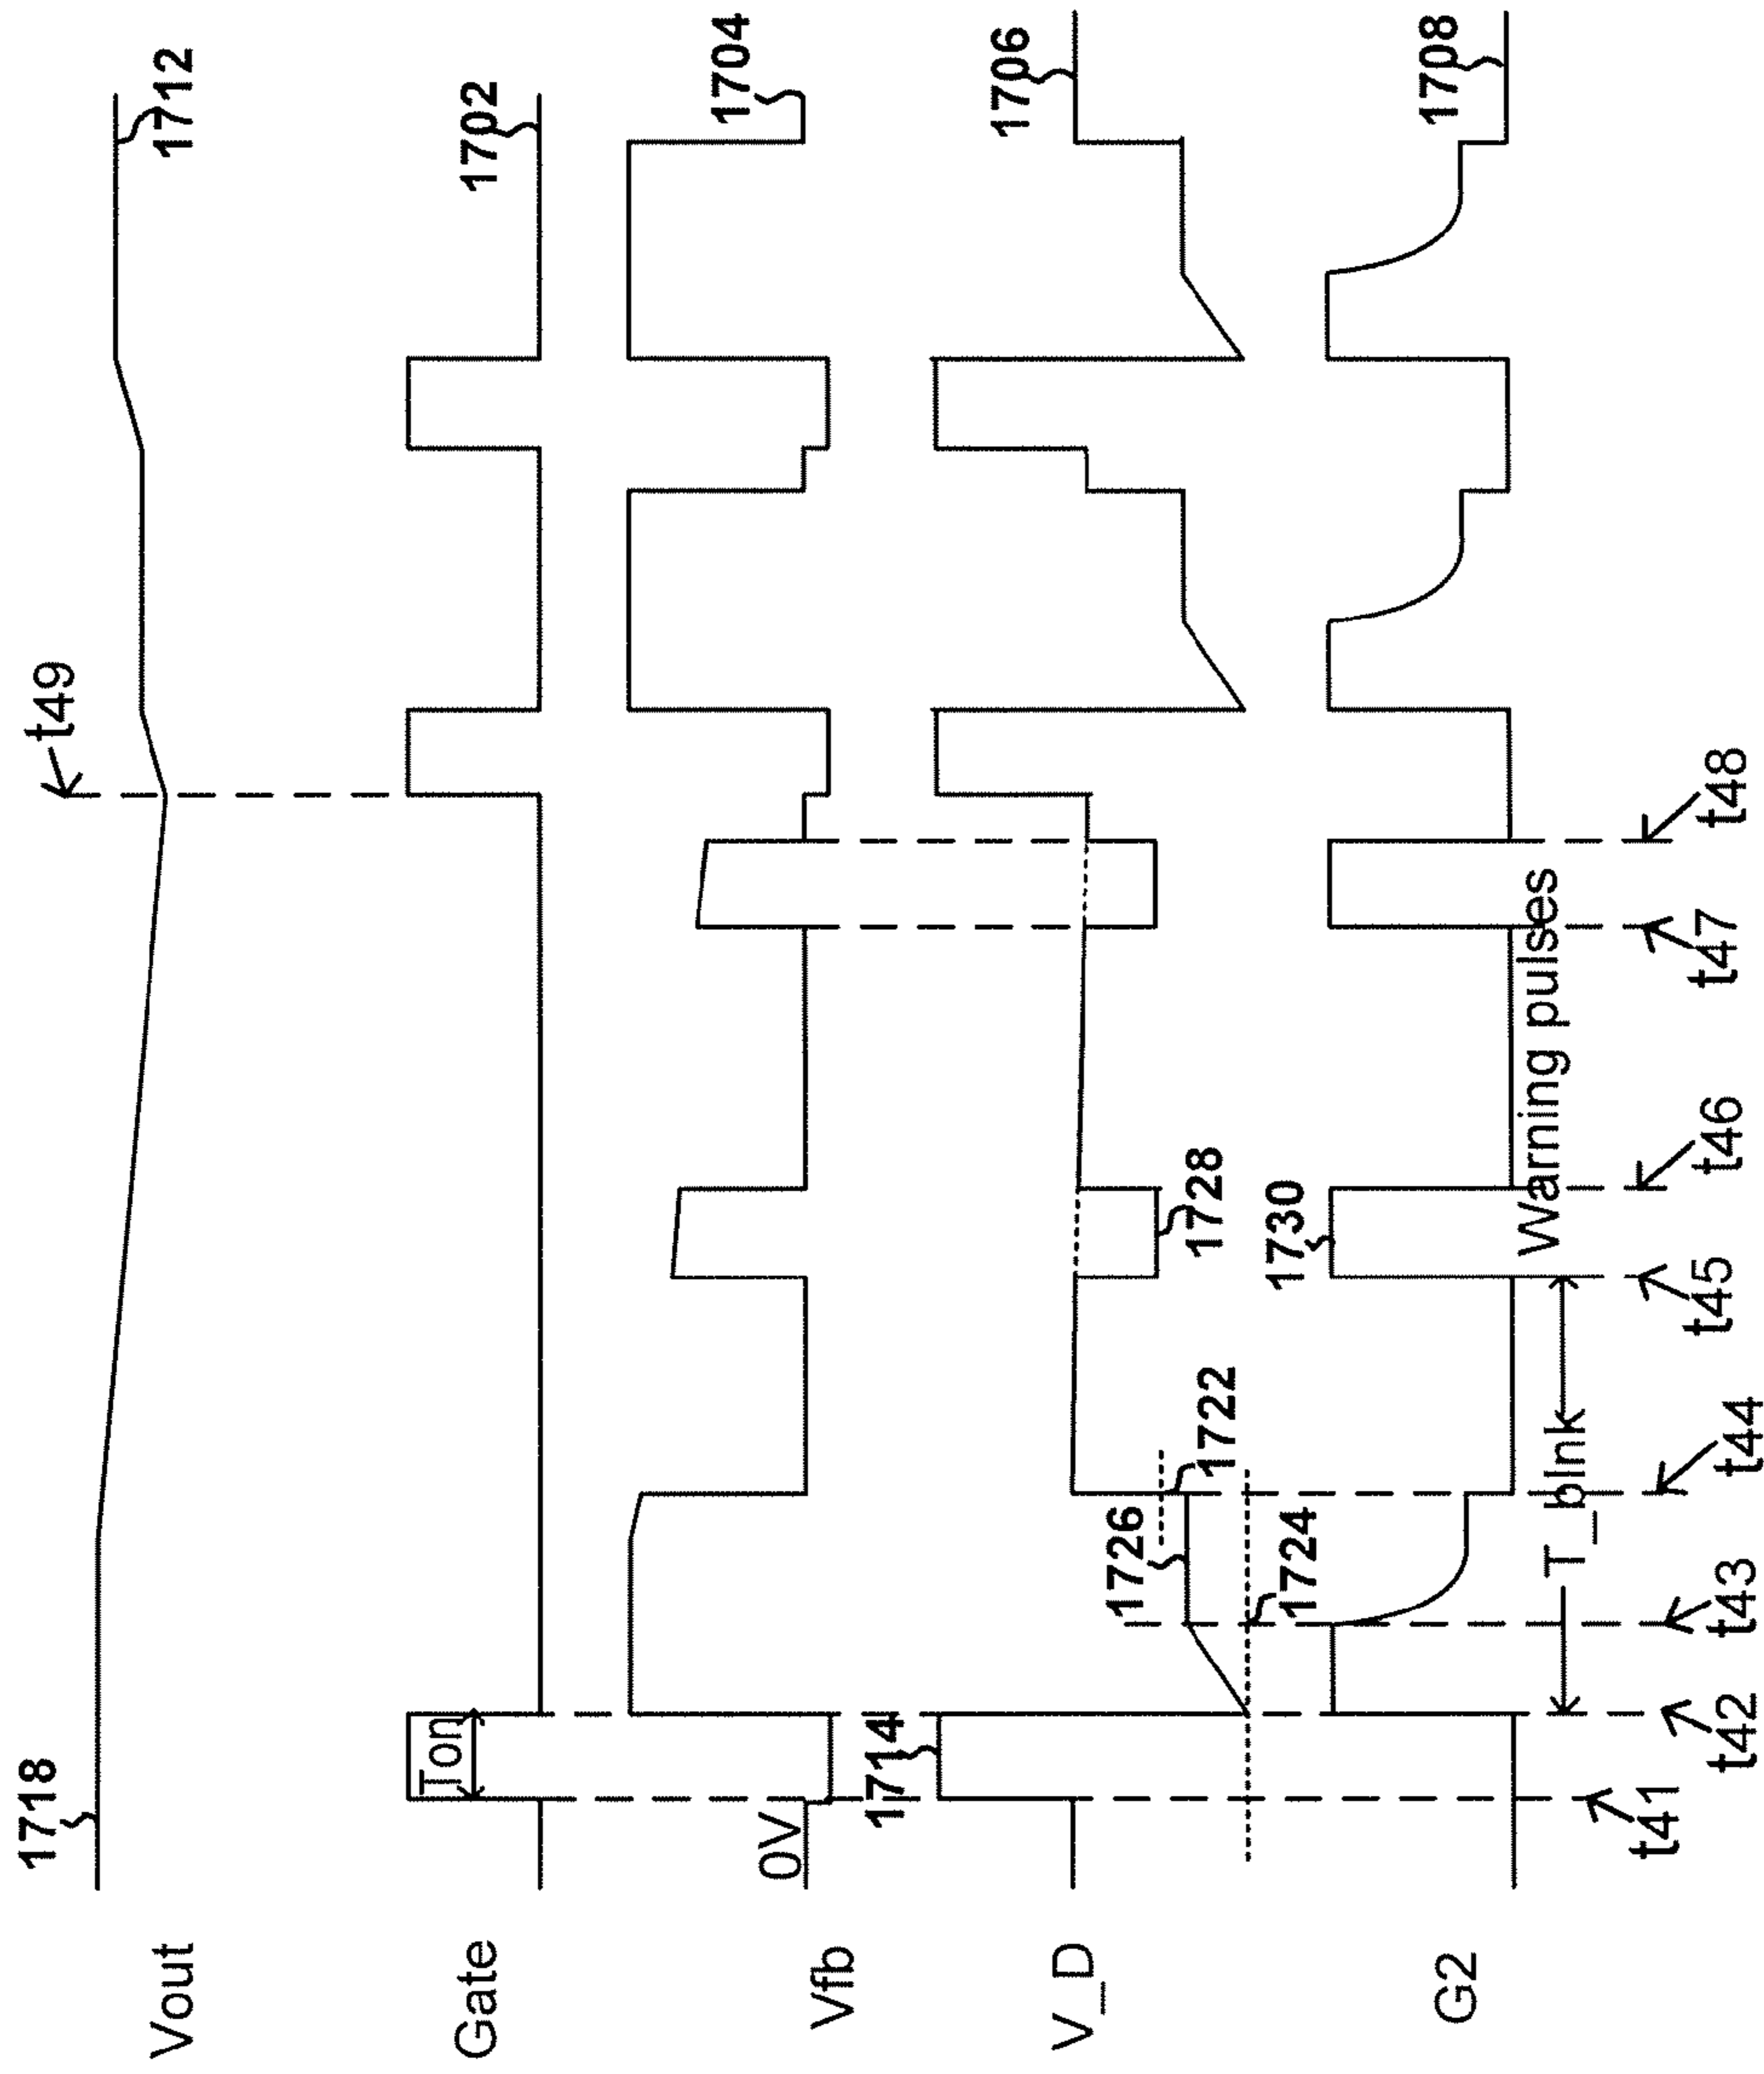 t49
1718
1712
Vout
Ton
1702
Gate
0V
1704
Vfb
1714
1706
V_D
1726
1722
1724
1728
1730
1708
G2
T_blnk
Warning pulses
t41
t42
t43
t44
t45
t46
t47
t48